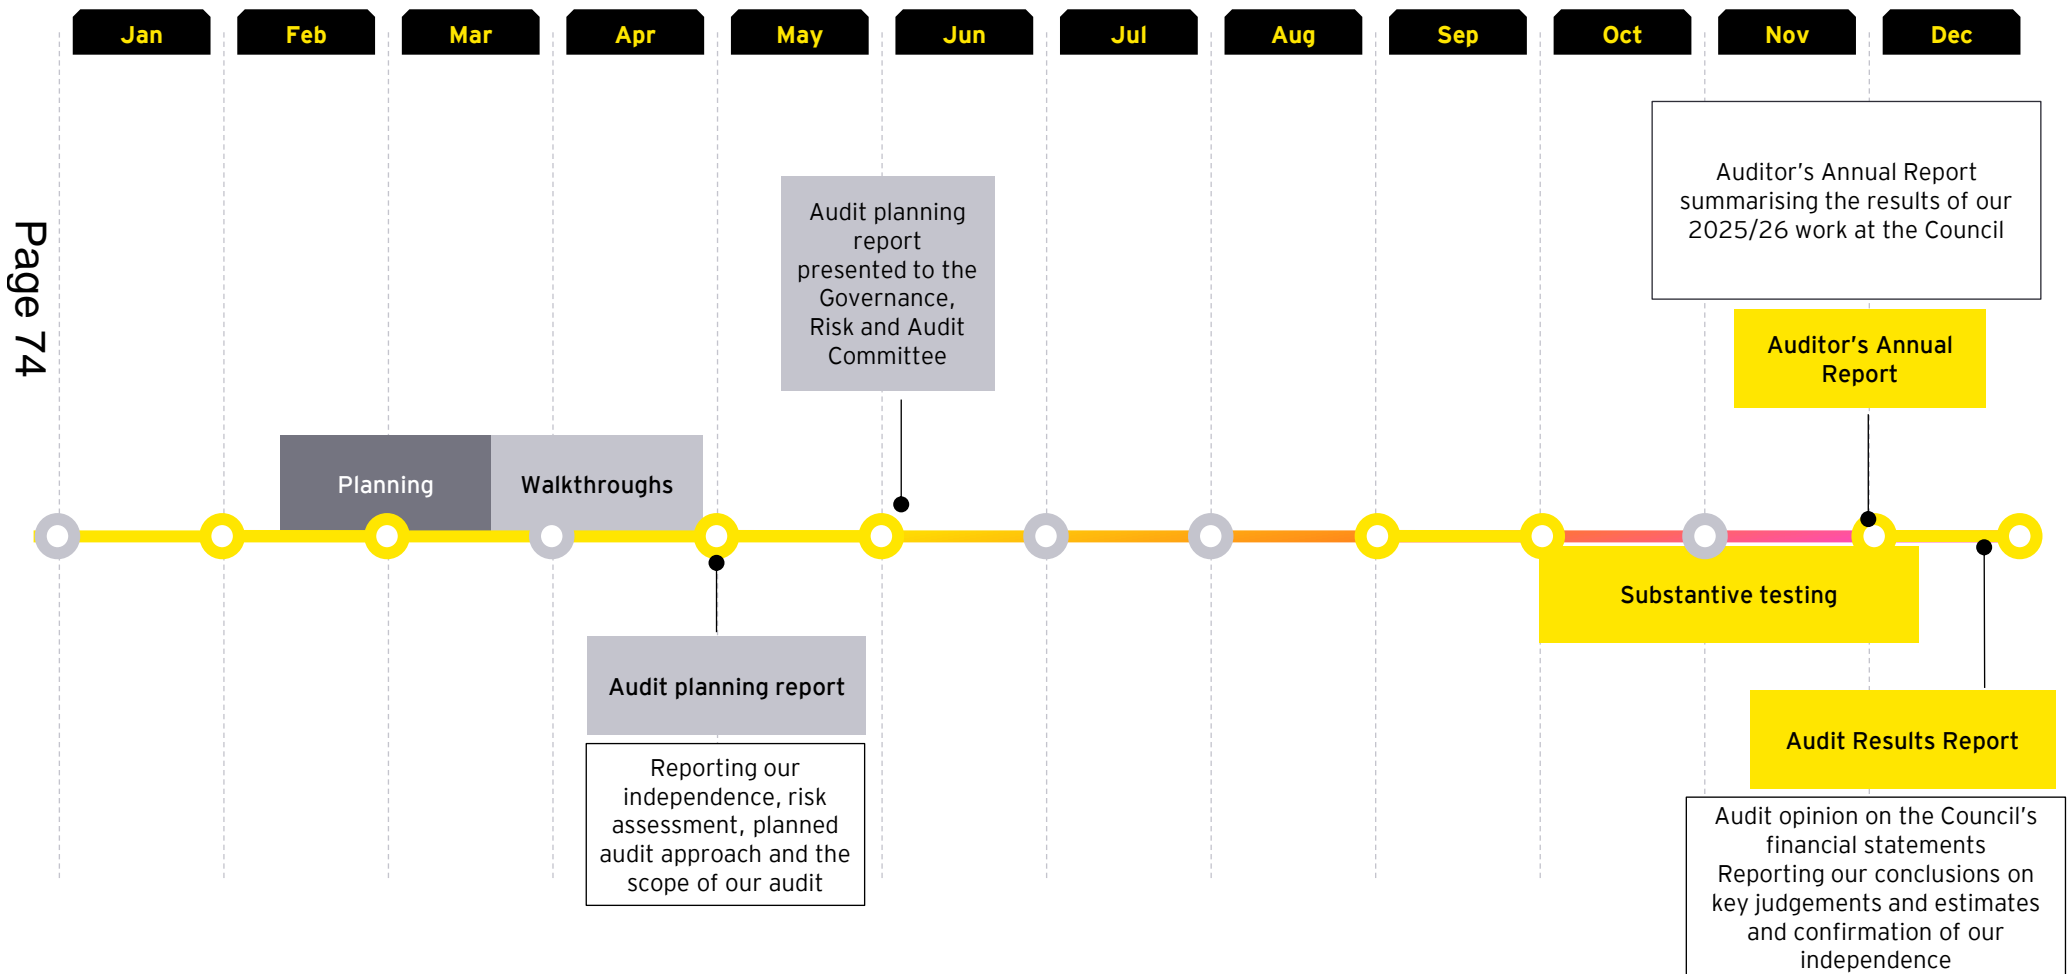 Jan Feb Mar Apr May Jun Jul Aug Sep Oct Nov Dec
Page 74
Audit planning
report
presented to the
Governance,
Risk and Audit
Committee
Auditor’s Annual Report
summarising the results of our
2025/26 work at the Council
Auditor’s Annual
Report
Planning
Walkthroughs
Substantive testing
Audit planning report
Reporting our
independence, risk
assessment, planned
audit approach and the
scope of our audit
Audit Results Report
Audit opinion on the Council’s
financial statements
Reporting our conclusions on
key judgements and estimates
and confirmation of our
independence